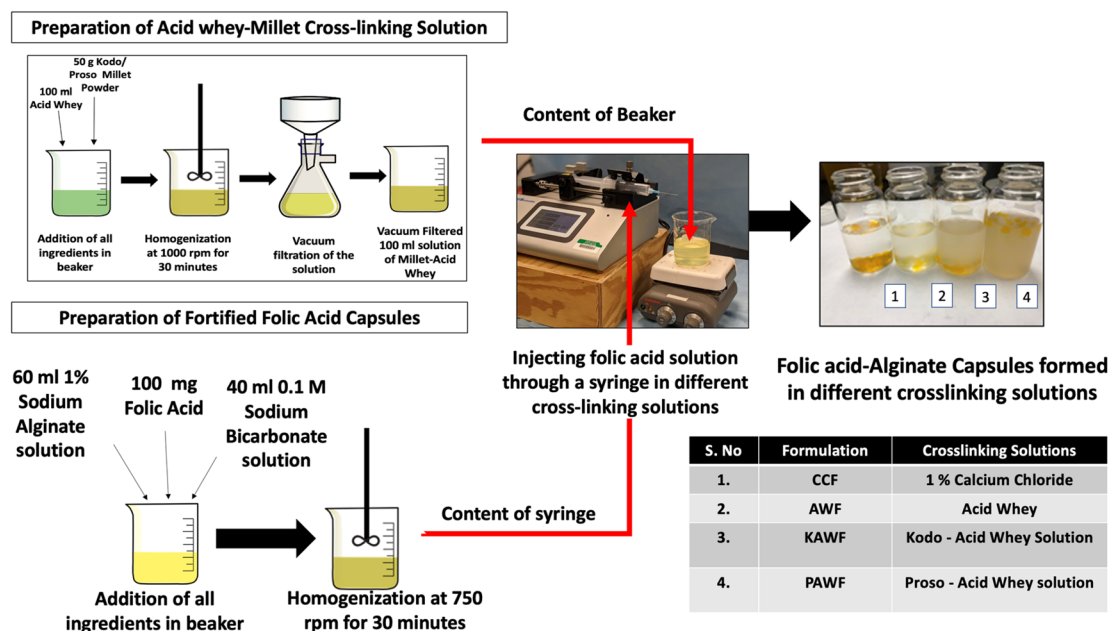 Preparation of Acid whey-Millet Cross-linking Solution
50 g Kodo/
Proso Millet
Powder
100 ml
Acid Whey
Addition of all
ingredients in
beaker
Homogenization
at 1000 rpm for
30 minutes
Vacuum
filtration of the
solution
Vacuum Filtered
100 ml solution
of Millet-Acid
Whey
Preparation of Fortified Folic Acid Capsules
60 ml 1%
Sodium
Alginate
solution
100 mg
Folic Acid
40 ml 0.1 M
Sodium
Bicarbonate
solution
Addition of all
ingredients in beaker
Homogenization at 750
rpm for 30 minutes
Content of Beaker
Content of syringe
Injecting folic acid solution
through a syringe in different
cross-linking solutions
1
2
3
4
Folic acid-Alginate Capsules formed
in different crosslinking solutions
S. No Formulation Crosslinking Solutions
1. CCF 1 % Calcium Chloride
2. AWF Acid Whey
3. KAWF Kodo - Acid Whey Solution
4. PAWF Proso - Acid Whey solution